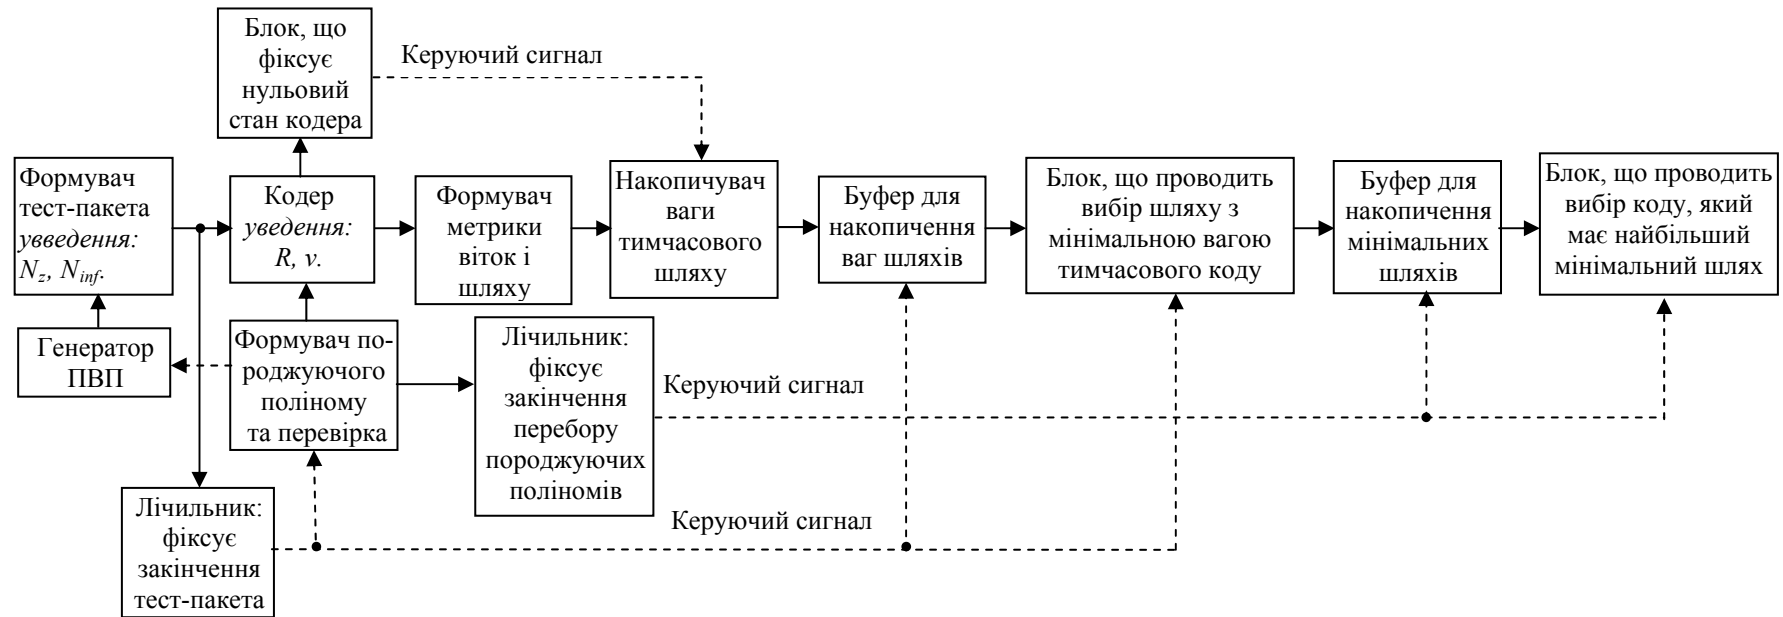 Блок, що
фіксує
нульовий
стан кодера
Керуючий сигнал
Формувач
тест-пакета
увведення:
Nz, Ninf.
Кодер
уведення:
R, ν.
Формувач
метрики
віток і
шляху
Накопичувач
ваги
тимчасового
шляху
Буфер для
накопичення
ваг шляхів
Блок, що проводить
вибір шляху з
мінімальною вагою
тимчасового коду
Буфер для
накопичення
мінімальних
шляхів
Блок, що проводить
вибір коду, який
має найбільший
мінімальний шлях
Генератор
ПВП
Формувач по-
роджуючого
поліному
та перевірка
Лічильник:
фіксує
закінчення
перебору
породжуючих
поліномів
Керуючий сигнал
Лічильник:
фіксує
закінчення
тест-пакета
Керуючий сигнал